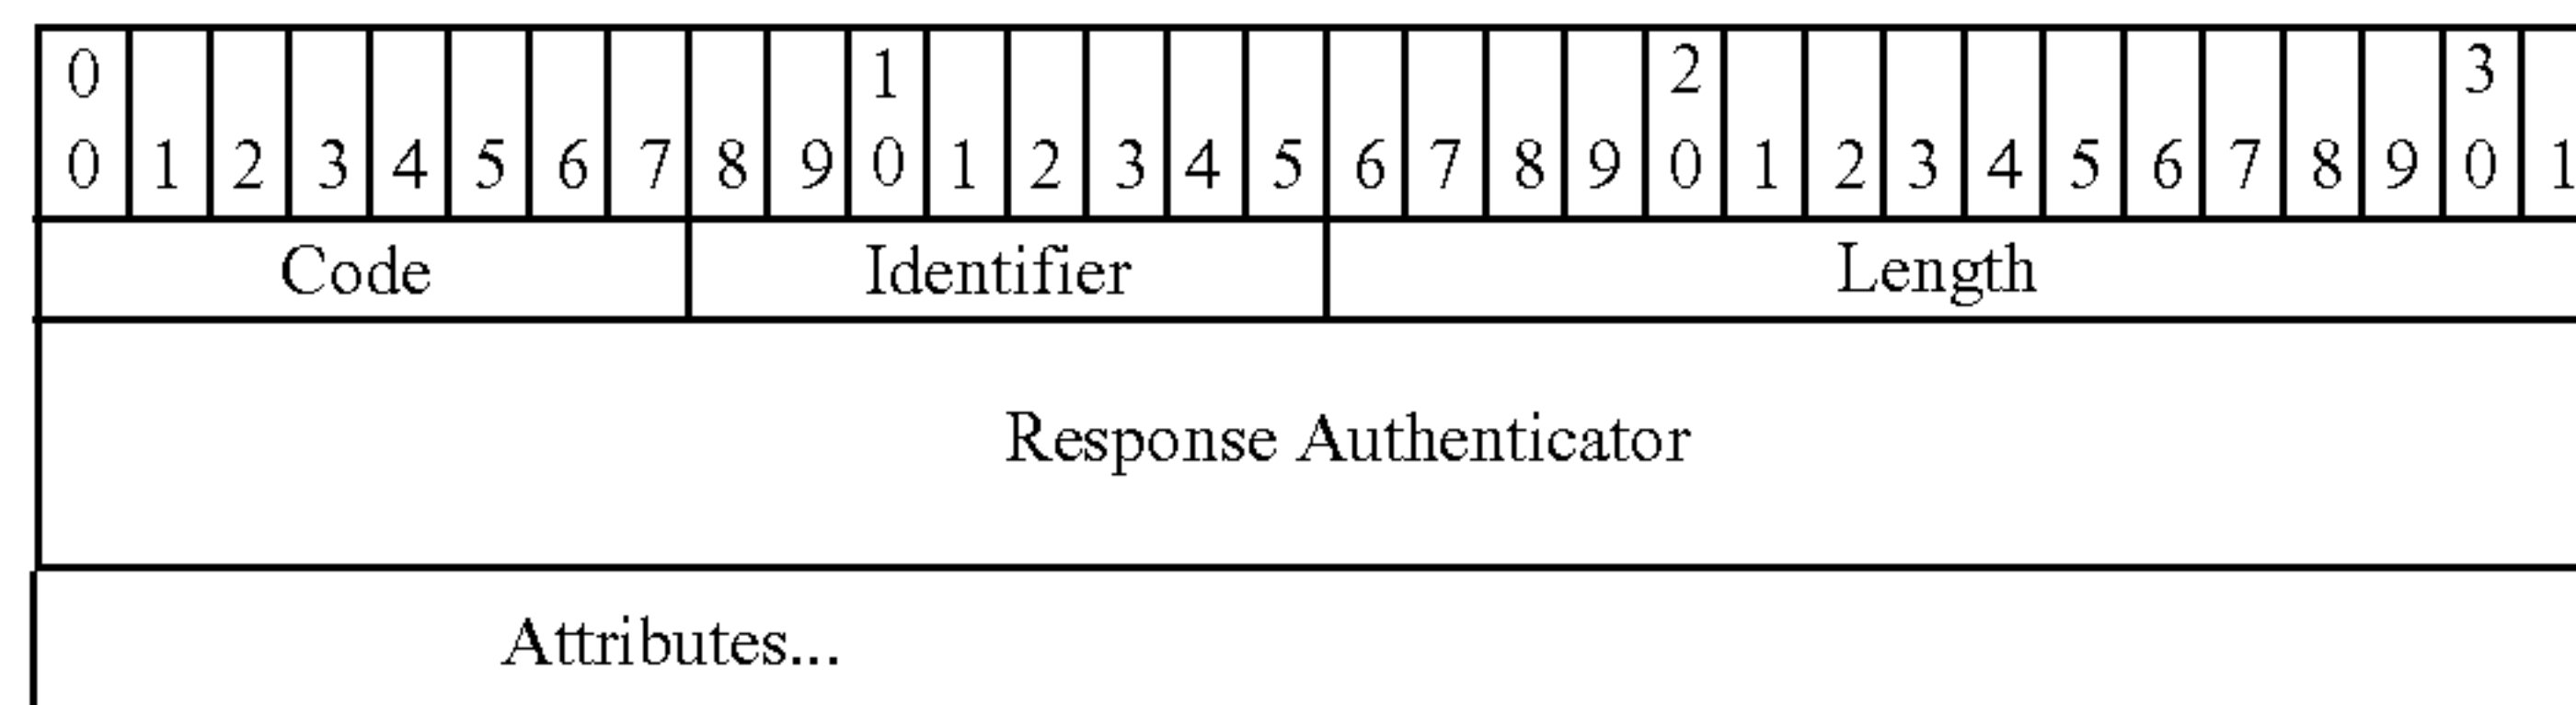 0 1 2 3
0 1 2 3 4 5 6 7 8 9 0 1 2 3 4 5 6 7 8 9 0 1 2 3 4 5 6 7 8 9 0 1
Code Identifier Length
Response Authenticator
Attributes...